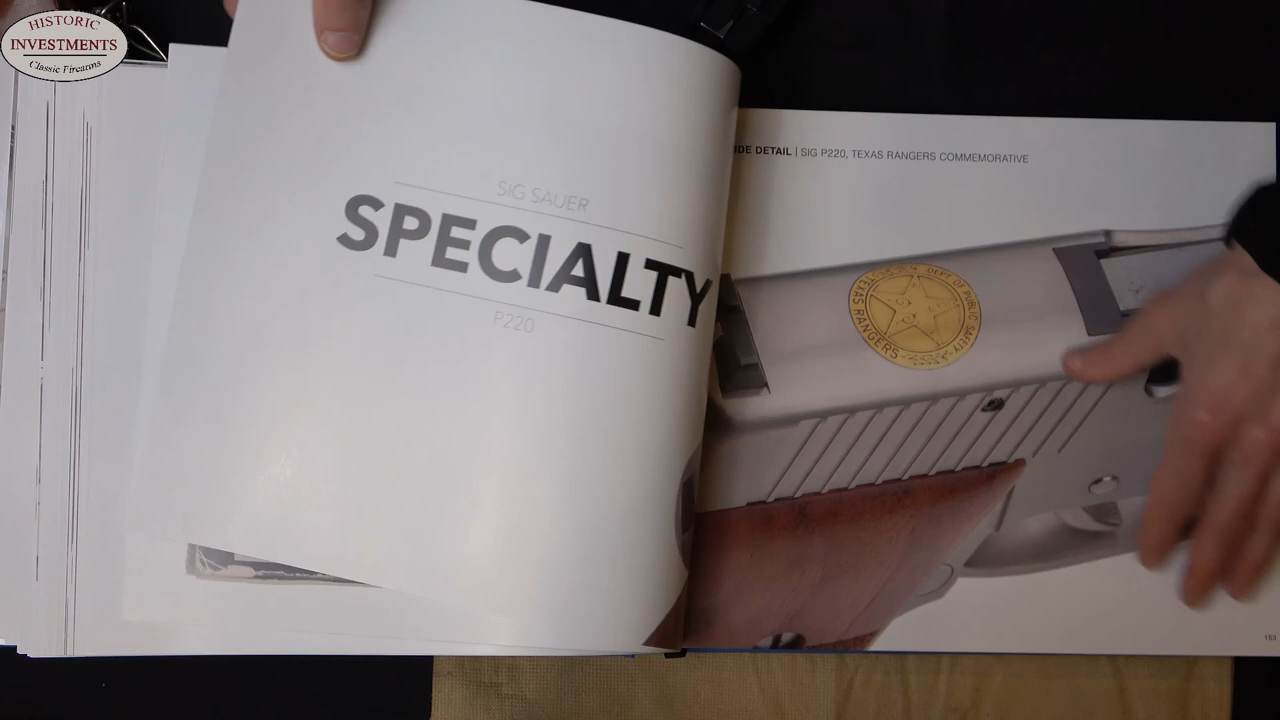 HISTORIC
INVESTMENTS
Classic Firearms
SIG SAUER
SPECIALTY
P220
IDE DETAIL | SIG P220, TEXAS RANGERS COMMEMORATIVE
DEPT OF PUBLIC SAFETY
TEXAS RANGERS
153